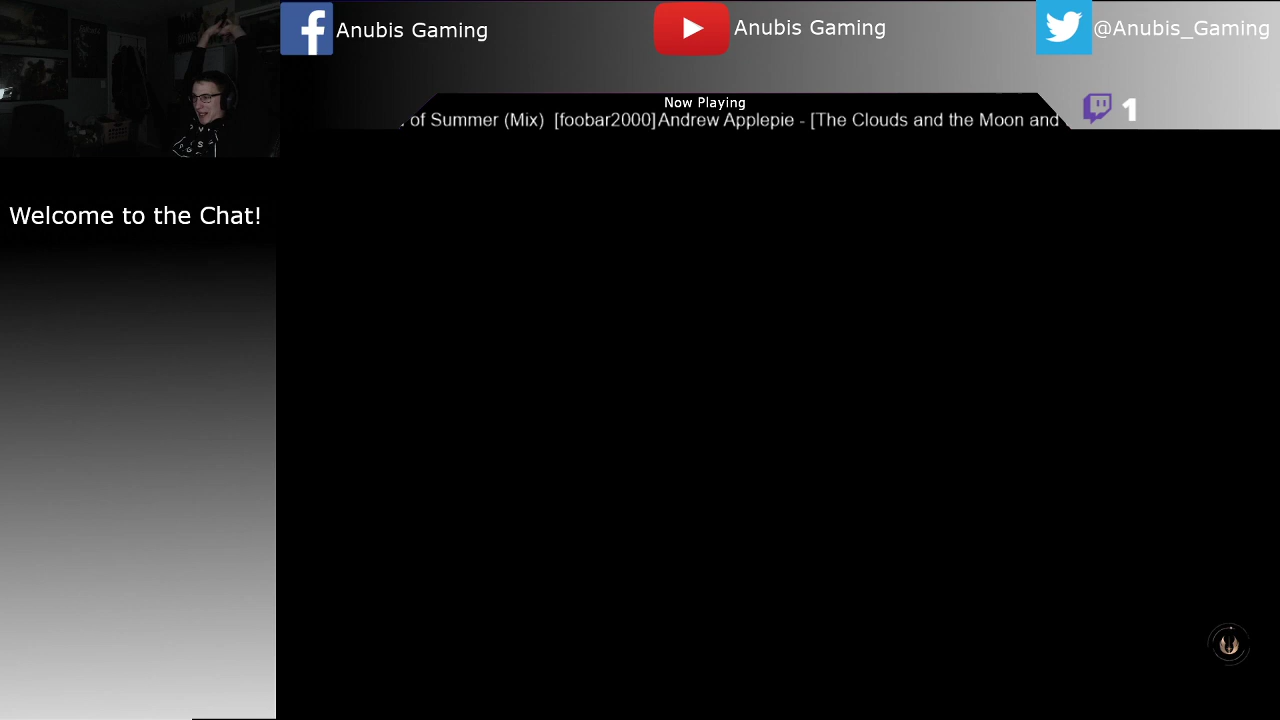 Anubis Gaming
Anubis Gaming
@Anubis_Gaming
Now Playing
of Summer (Mix) [foobar2000]Andrew Applepie - [The Clouds and the Moon and
1
Welcome to the Chat!